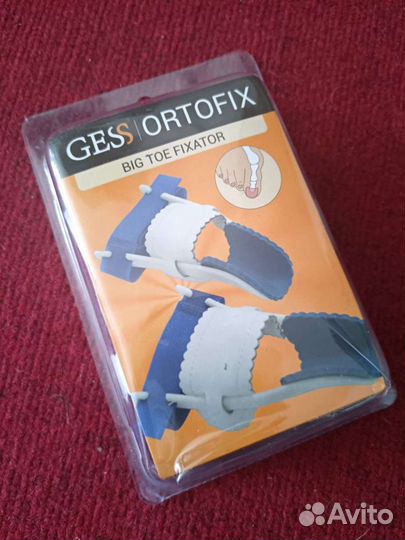 GESS | ORTOFIX
BIG TOE FIXATOR
Avito